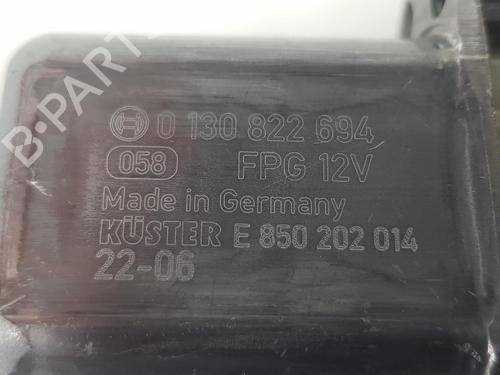 B-PARTS
0 130 822 694
058 FPG 12V
Made in Germany
KÜSTER E 850 202 014
22-06